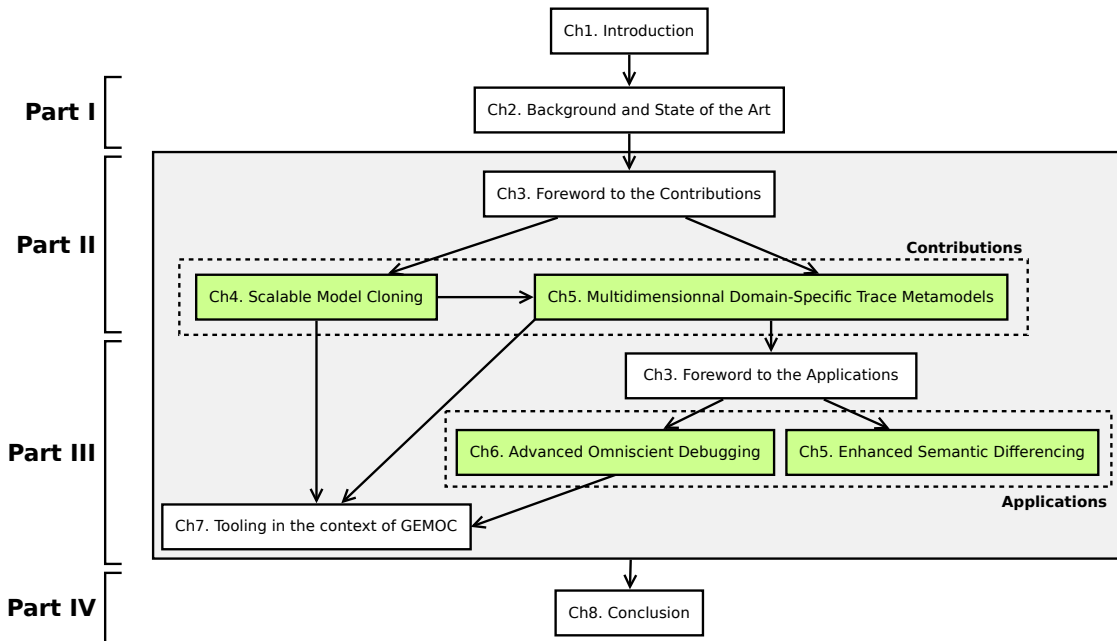 Ch1. Introduction
Part I
Ch2. Background and State of the Art
Ch3. Foreword to the Contributions
Part II
Contributions
Ch4. Scalable Model Cloning
Ch5. Multidimensionnal Domain-Specific Trace Metamodels
Ch3. Foreword to the Applications
Part III
Ch6. Advanced Omniscient Debugging
Ch5. Enhanced Semantic Differencing
Applications
Ch7. Tooling in the context of GEMOC
Part IV
Ch8. Conclusion